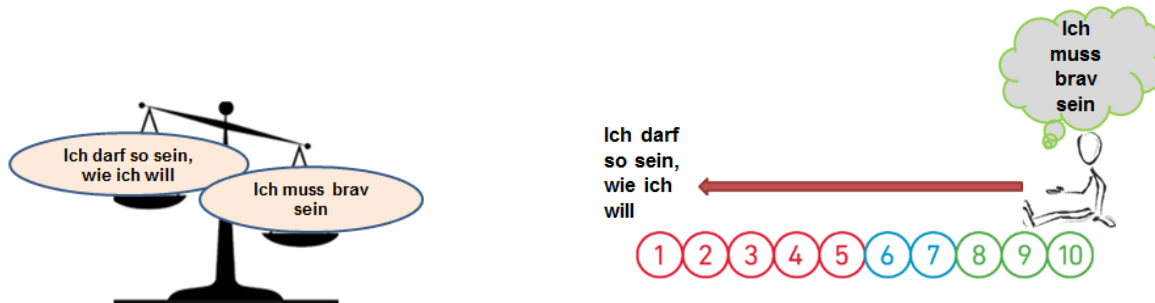 Ich darf so sein,
wie ich will
Ich muss brav
sein
Ich
muss
brav
sein
Ich darf
so sein,
wie ich
will
1 2 3 4 5 6 7 8 9 10